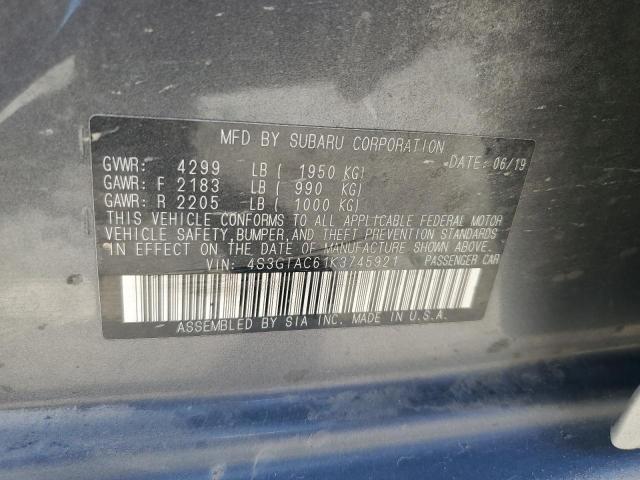 MFD BY SUBARU CORPORATION
GVWR: 4299 LB ( 1950 KG) DATE: 06/19
GAWR: F 2183 LB ( 990 KG)
GAWR: R 2205 LB ( 1000 KG)
THIS VEHICLE CONFORMS TO ALL APPLICABLE FEDERAL MOTOR
VEHICLE SAFETY, BUMPER, AND THEFT PREVENTION STANDARDS
IN EFFECT ON THE DATE OF MANUFACTURE SHOWN ABOVE.
VIN: 4S3GTAC61K3745921 PASSENGER CAR
ASSEMBLED BY SIA INC. MADE IN U.S.A.